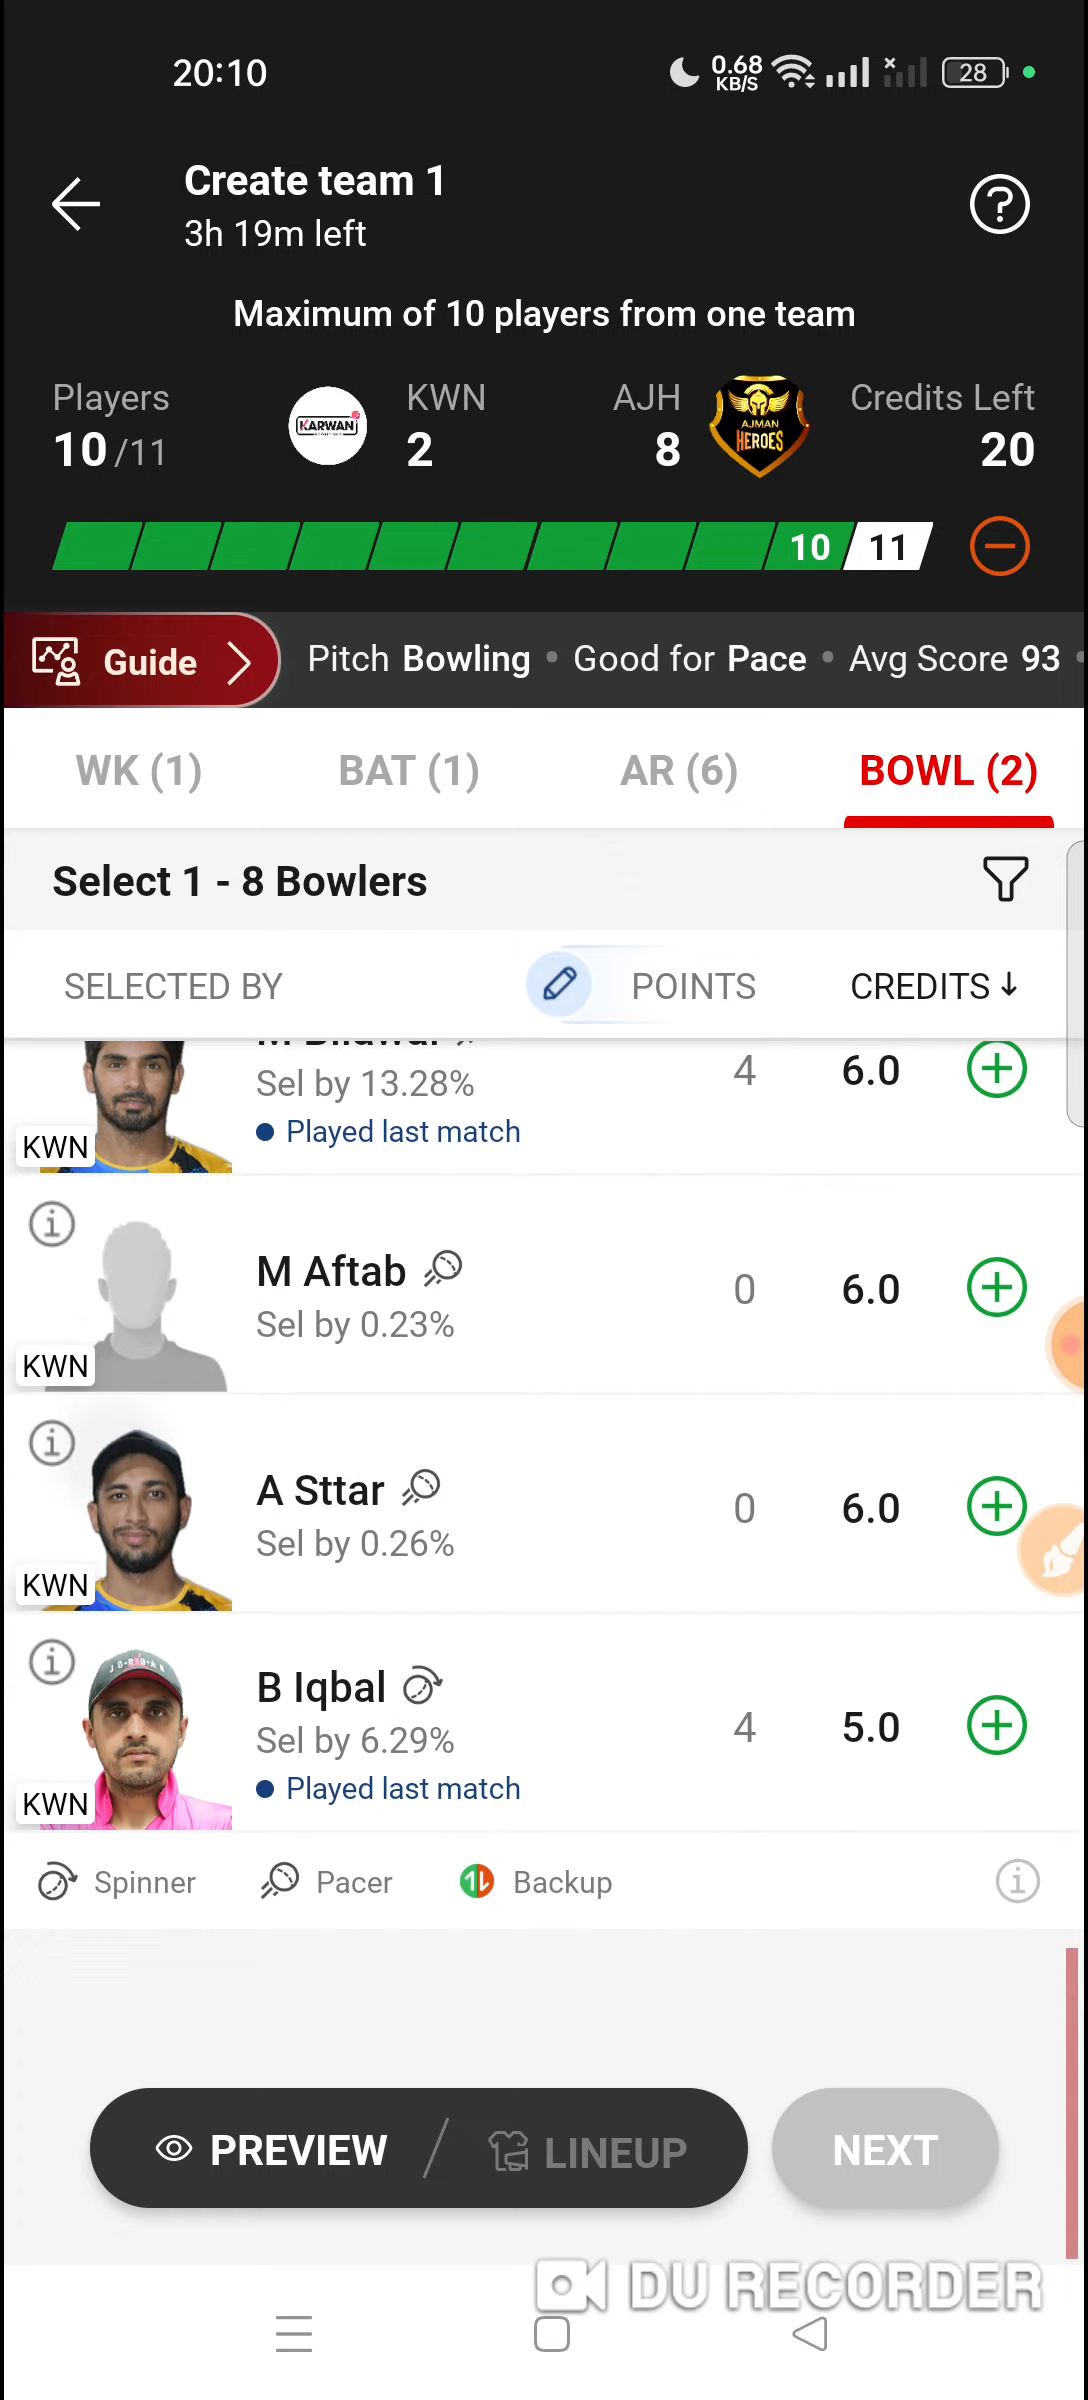 20:10
0.68 KB/S
28
Create team 1
3h 19m left
Maximum of 10 players from one team
Players
10/11
KARWAN
KWN
2
AJH
8
AJMAN
HEROES
Credits Left
20
10
11
Guide
Pitch Bowling • Good for Pace • Avg Score 93
WK (1)
BAT (1)
AR (6)
BOWL (2)
Select 1 - 8 Bowlers
SELECTED BY
POINTS
CREDITS ↓
Sel by 13.28%
4
6.0
Played last match
KWN
M Aftab
Sel by 0.23%
0
6.0
KWN
A Sttar
Sel by 0.26%
0
6.0
KWN
B Iqbal
Sel by 6.29%
4
5.0
Played last match
KWN
Spinner
Pacer
Backup
PREVIEW
LINEUP
NEXT
DU RECORDER